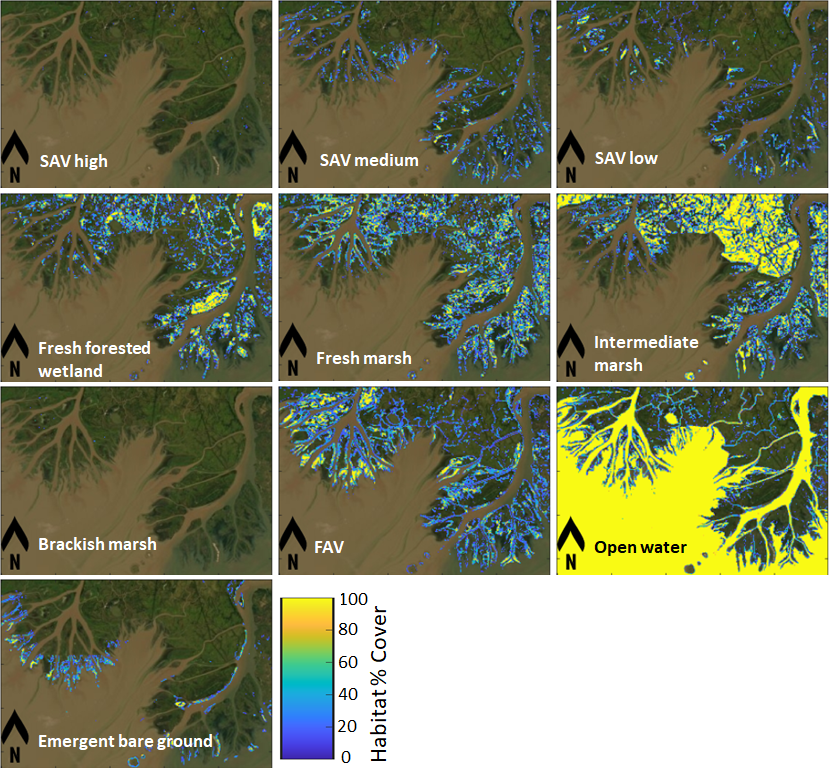 SAV high
N
SAV medium
N
SAV low
N
Fresh forested
wetland
N
Fresh marsh
N
Intermediate
marsh
N
Brackish marsh
N
FAV
N
Open water
N
Emergent bare ground
N
100
80
60
40
20
0
Habitat % Cover